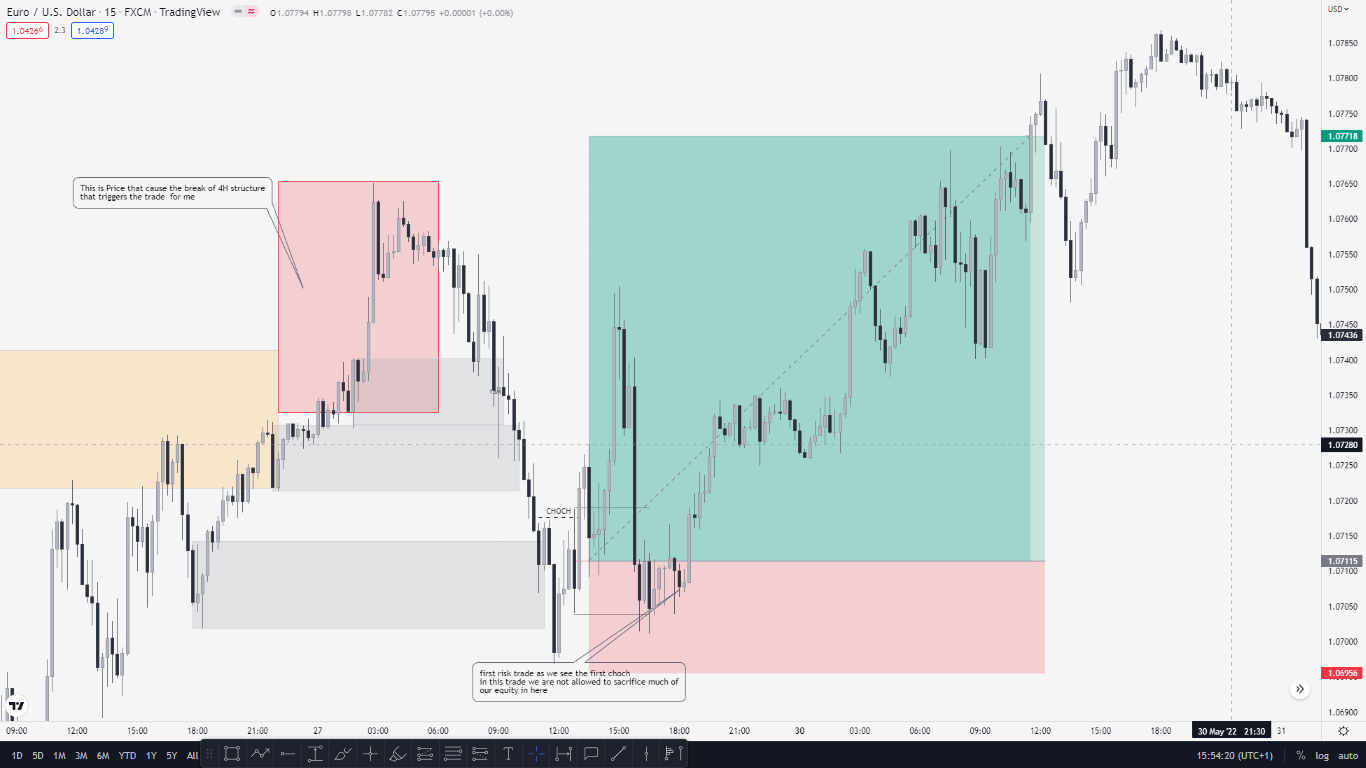 Euro / U.S. Dollar · 15 · FXCM · TradingView
O1.07794 H1.07798 L1.07782 C1.07795 +0.00001 (+0.00%)
USD
1.04266 2.3 1.04289
1.07850
1.07800
1.07750
1.07718
1.07700
This is Price that cause the break of 4H structure
that triggers the trade for me
1.07650
1.07600
1.07550
1.07500
1.07450
1.07436
1.07400
1.07350
1.07300
1.07280
1.07250
1.07200
CHOCH
1.07150
1.07115
1.07100
1.07050
1.07000
first risk trade as we see the first choch
in this trade we are not allowed to sacrifice much of
our equity in here
1.06956
1.06900
09:00 12:00 15:00 18:00 21:00 27 03:00 06:00 09:00 12:00 15:00 18:00 21:00 30 03:00 06:00 09:00 12:00 15:00 18:00 30 May '22 21:30 31
1D 5D 1M 3M 6M YTD 1Y 5Y All
15:54:20 (UTC+1) % log auto